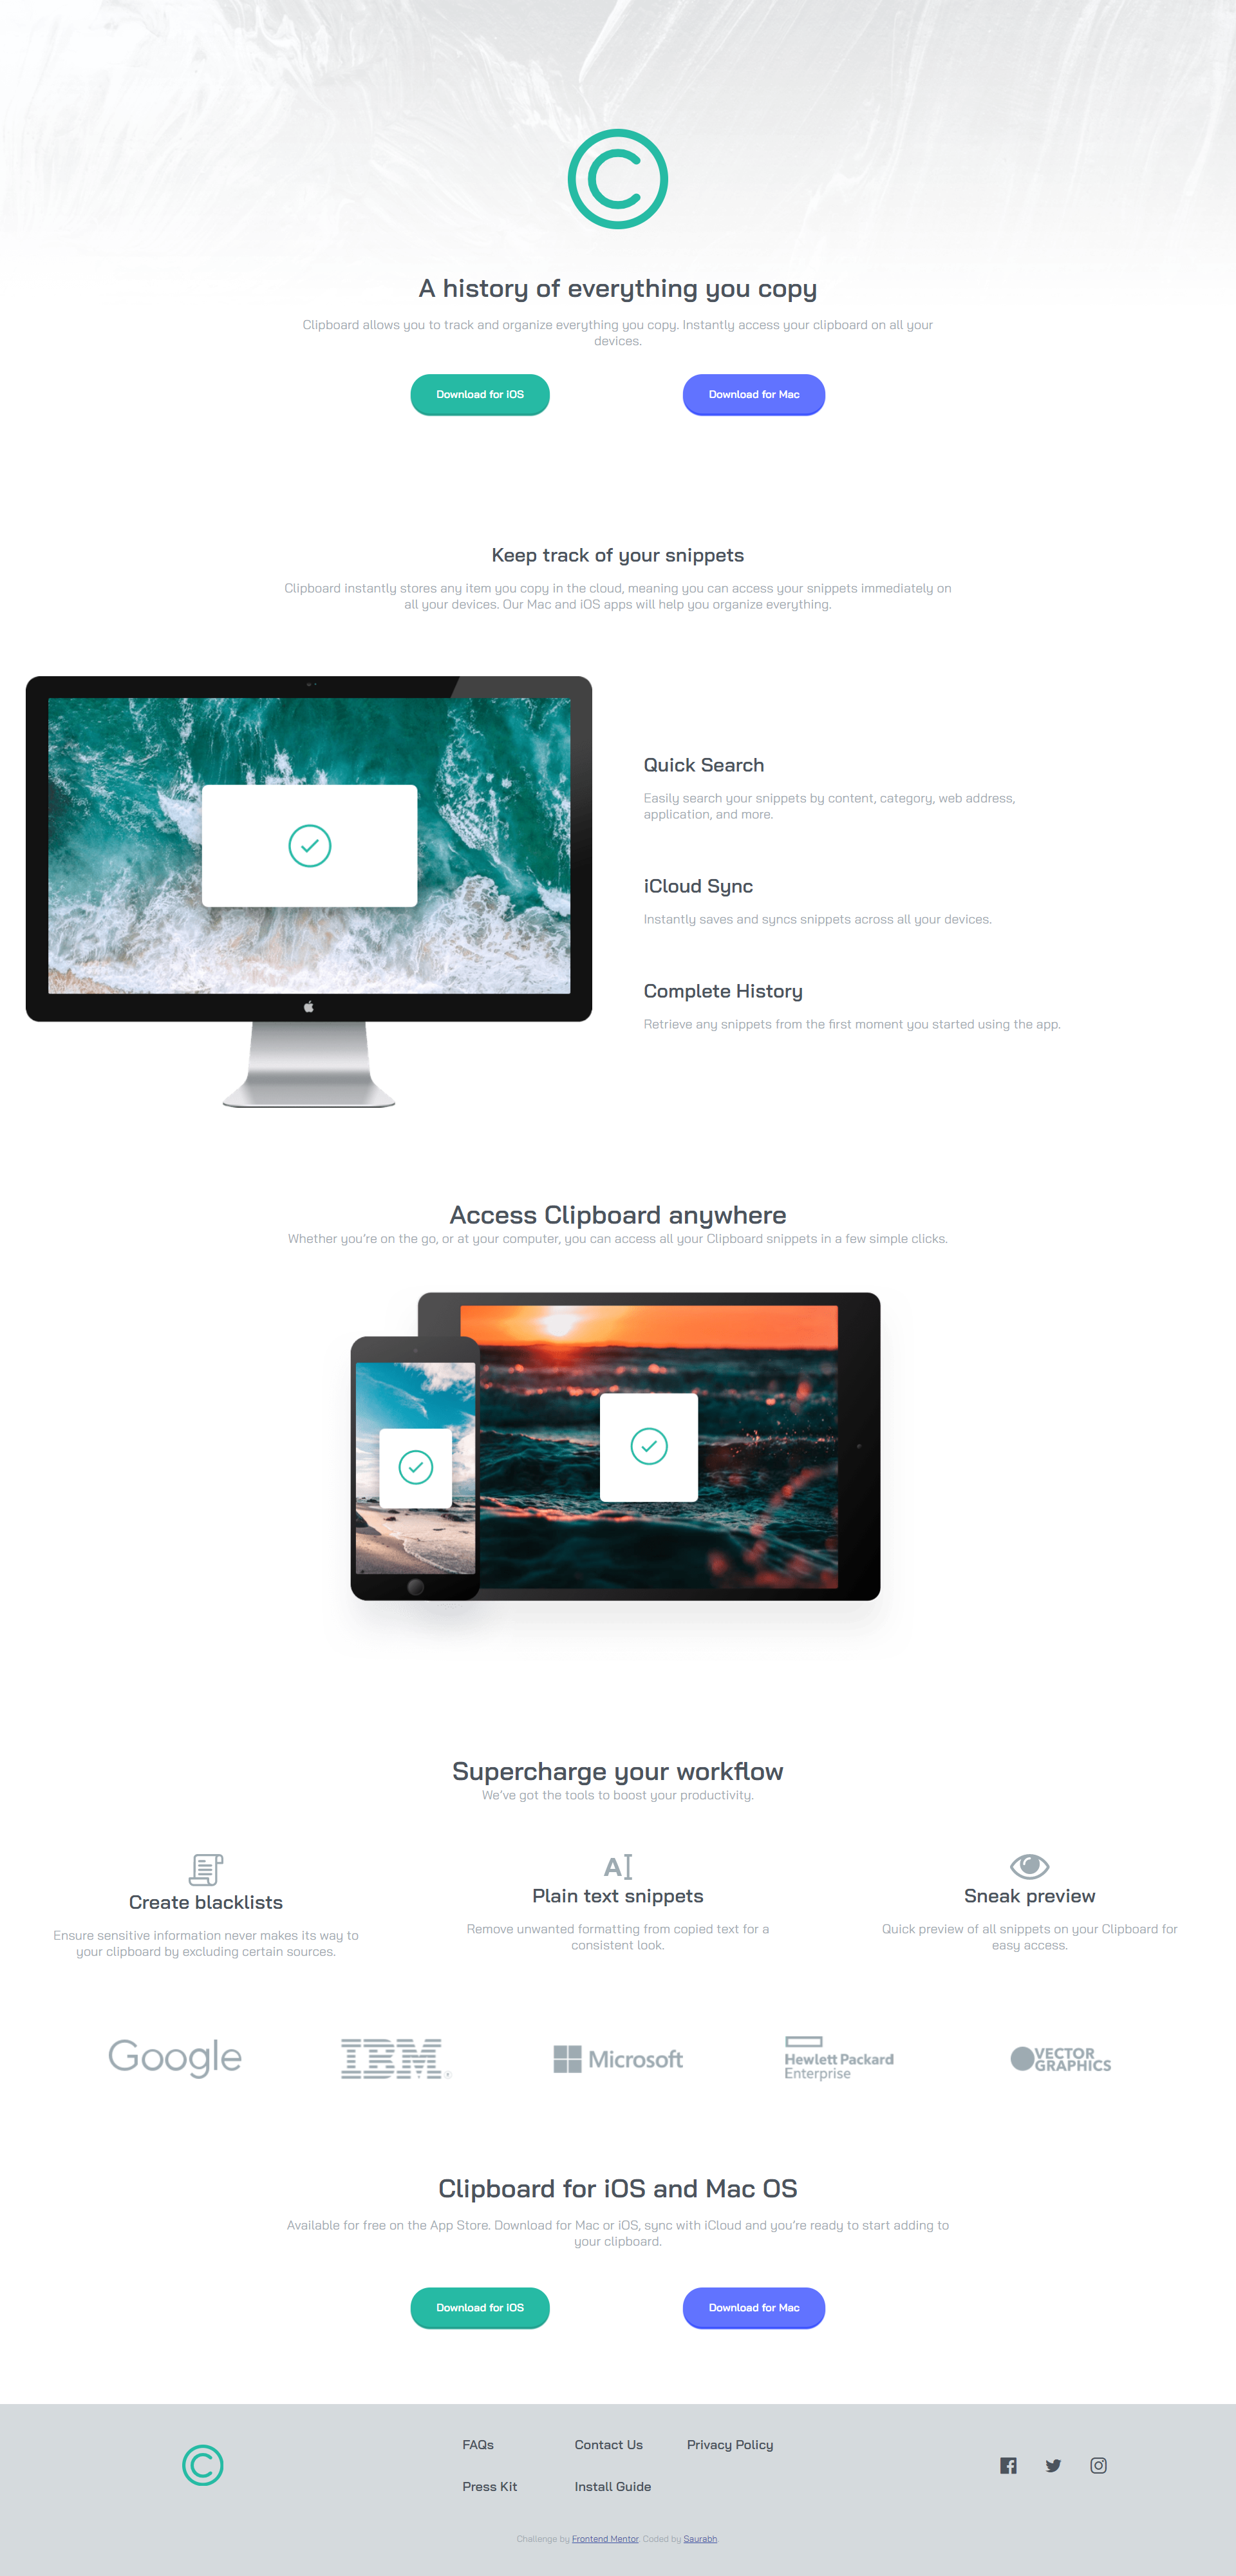 A history of everything you copy
Clipboard allows you to track and organize everything you copy. Instantly access your clipboard on all your
devices.
Download for iOS
Download for Mac
Keep track of your snippets
Clipboard instantly stores any item you copy in the cloud, meaning you can access your snippets immediately on
all your devices. Our Mac and iOS apps will help you organize everything.
Quick Search
Easily search your snippets by content, category, web address,
application, and more.
iCloud Sync
Instantly saves and syncs snippets across all your devices.
Complete History
Retrieve any snippets from the first moment you started using the app.
Access Clipboard anywhere
Whether you’re on the go, or at your computer, you can access all your Clipboard snippets in a few simple clicks.
Supercharge your workflow
We’ve got the tools to boost your productivity.
Create blacklists
Ensure sensitive information never makes its way to
your clipboard by excluding certain sources.
Plain text snippets
Remove unwanted formatting from copied text for a
consistent look.
Sneak preview
Quick preview of all snippets on your Clipboard for
easy access.
Google
IBM
Microsoft
Hewlett Packard
Enterprise
VECTOR
GRAPHICS
Clipboard for iOS and Mac OS
Available for free on the App Store. Download for Mac or iOS, sync with iCloud and you’re ready to start adding to
your clipboard.
Download for iOS
Download for Mac
FAQs
Contact Us
Privacy Policy
Press Kit
Install Guide
Challenge by Frontend Mentor. Coded by Saurabh.